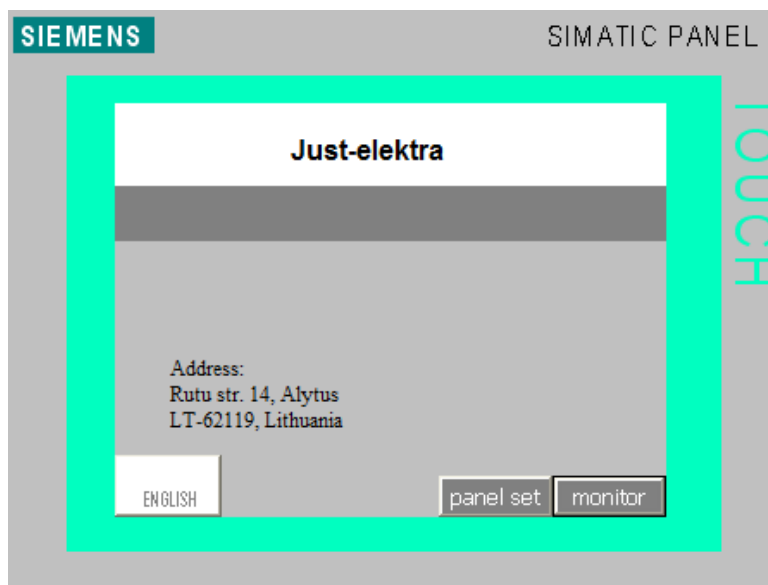 SIEMENS
SIMATIC PANEL
TOUCH
Just-elektra
Address:
Rutu str. 14, Alytus
LT-62119, Lithuania
ENGLISH
panel set
monitor